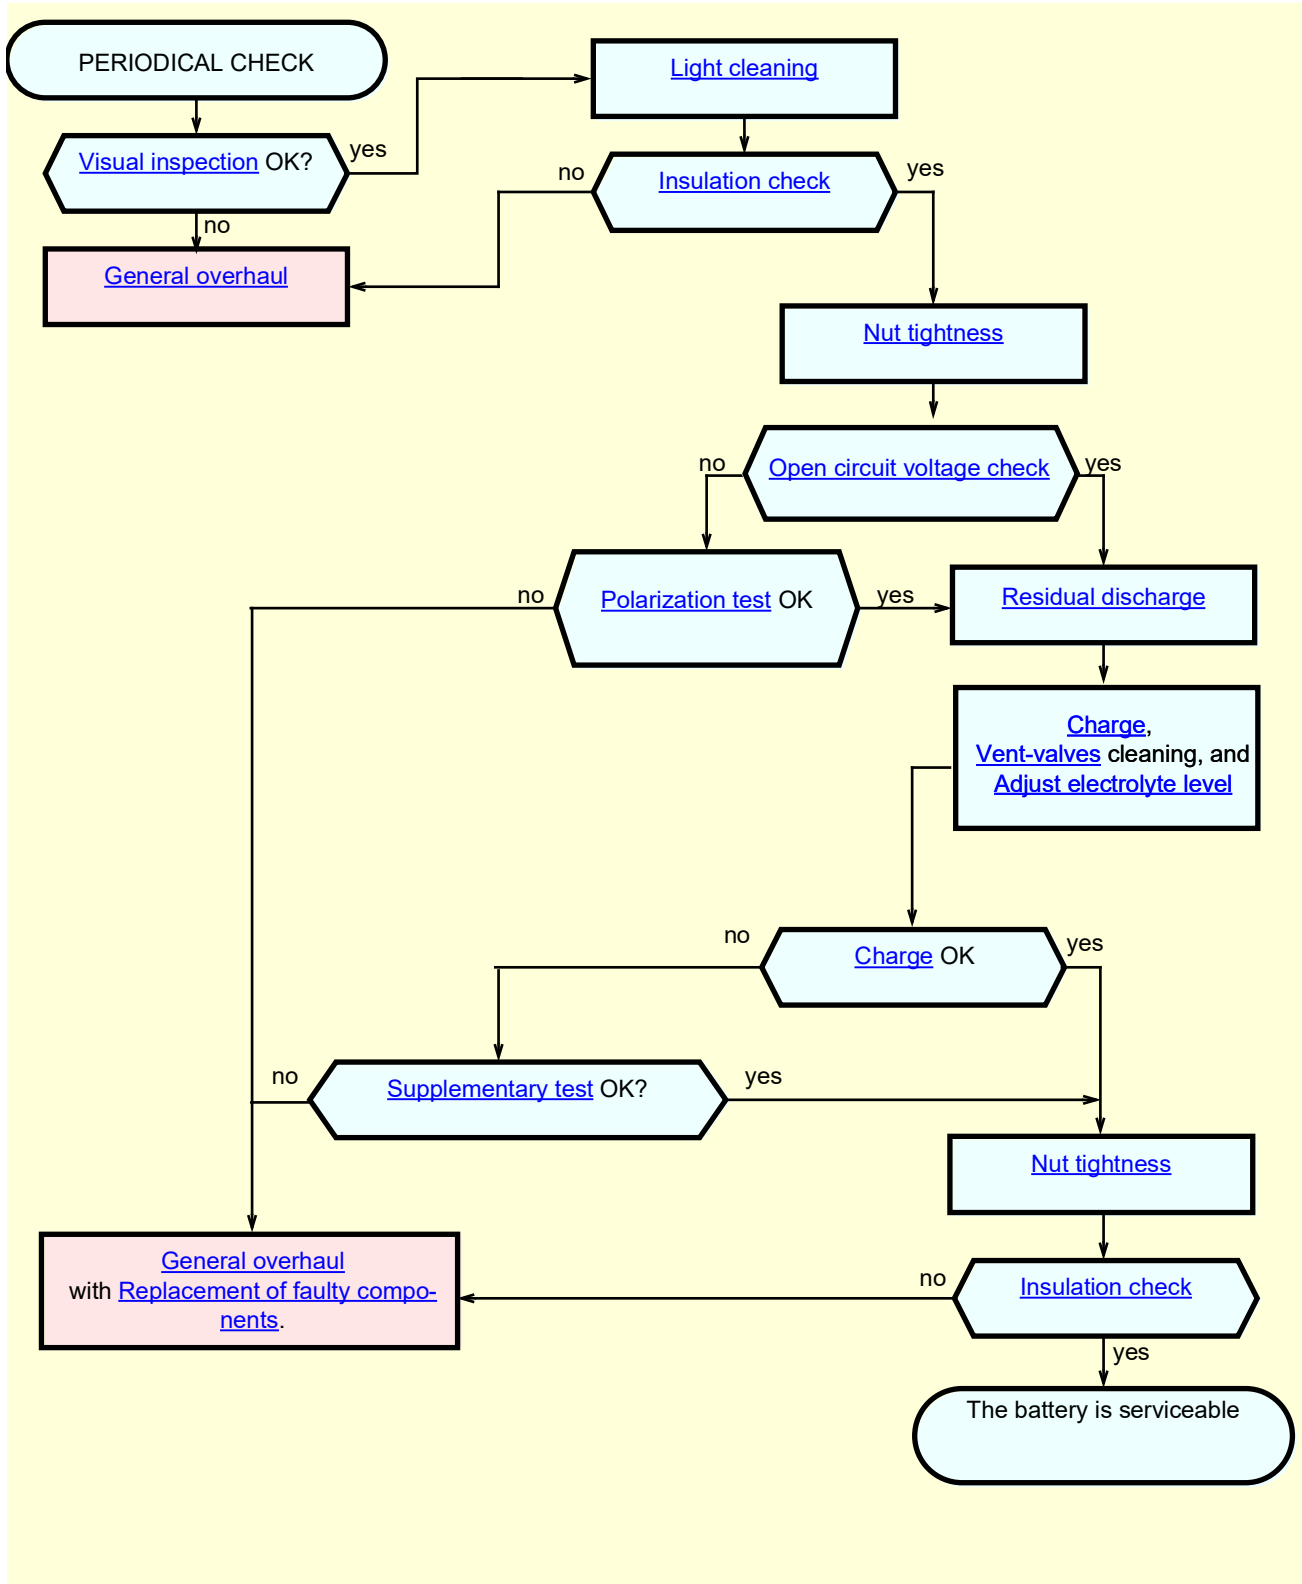 PERIODICAL CHECK
Light cleaning
Visual inspection OK?
yes
no
Insulation check
yes
no
General overhaul
Nut tightness
Open circuit voltage check
no
yes
Polarization test OK
no
yes
Residual discharge
Charge,
Vent-valves cleaning, and
Adjust electrolyte level
no
Charge OK
yes
no
Supplementary test OK?
yes
Nut tightness
General overhaul
with Replacement of faulty compo-
nents.
no
Insulation check
yes
The battery is serviceable